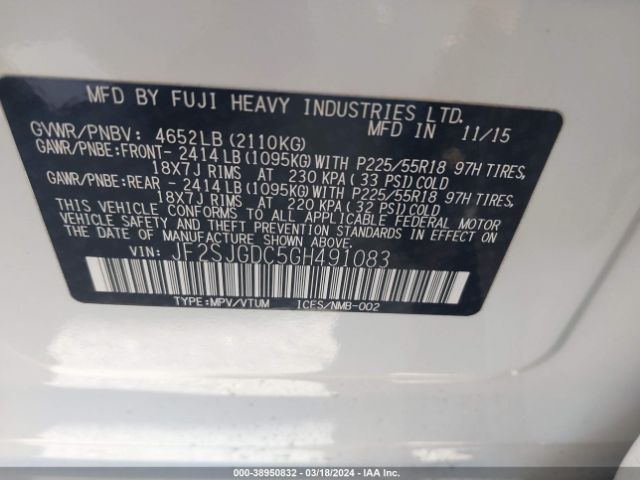 MFD BY FUJI HEAVY INDUSTRIES LTD.
GVWR/PNBV: 4652LB (2110KG) MFD IN 11/15
GAWR/PNBE:FRONT- 2414LB(1095KG)WITH P225/55R18 97H TIRES,
18X7J RIMS AT 230 KPA(33 PSI)COLD
GAWR/PNBE:REAR - 2414LB(1095KG)WITH P225/55R18 97H TIRES,
18X7J RIMS AT 220 KPA(32 PSI)COLD
THIS VEHICLE CONFORMS TO ALL APPLICABLE FEDERAL MOTOR
VEHICLE SAFETY AND THEFT PREVENTION STANDARDS IN EFFECT ON
THE DATE OF MANUFACTURE SHOWN ABOVE.
VIN: JF2SJGDC5GH491083
TYPE:MPV/VTUM ICES/NMB-002
000-38950832 - 03/18/2024 - IAA Inc.